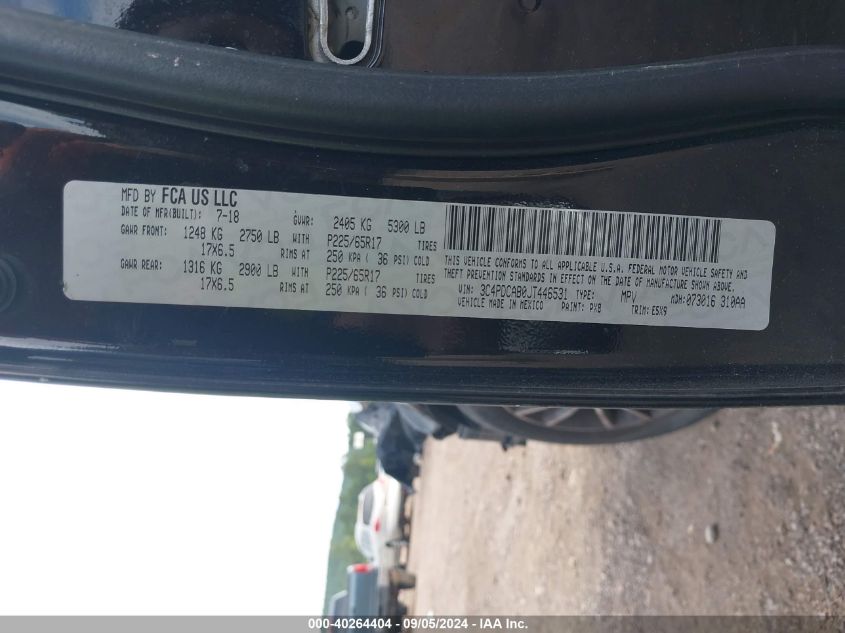 MFD BY FCA US LLC
DATE OF MFR(BUILT): 7-18 GVWR: 2405 KG 5300 LB
GAWR FRONT: 1248 KG 2750 LB WITH P225/65R17 TIRES
17X6.5 RIMS AT 250 KPA ( 36 PSI) COLD
GAWR REAR: 1316 KG 2900 LB WITH P225/65R17 TIRES
17X6.5 RIMS AT 250 KPA ( 36 PSI) COLD
THIS VEHICLE CONFORMS TO ALL APPLICABLE U.S.A. FEDERAL MOTOR VEHICLE SAFETY AND
THEFT PREVENTION STANDARDS IN EFFECT ON THE DATE OF MANUFACTURE SHOWN ABOVE.
VIN: 3C4PDCAB0JT446531 TYPE: MPV MDH: 073016 310AA
VEHICLE MADE IN MEXICO PAINT: PX8 TRIM: E5X9
000-40264404 - 09/05/2024 - IAA Inc.